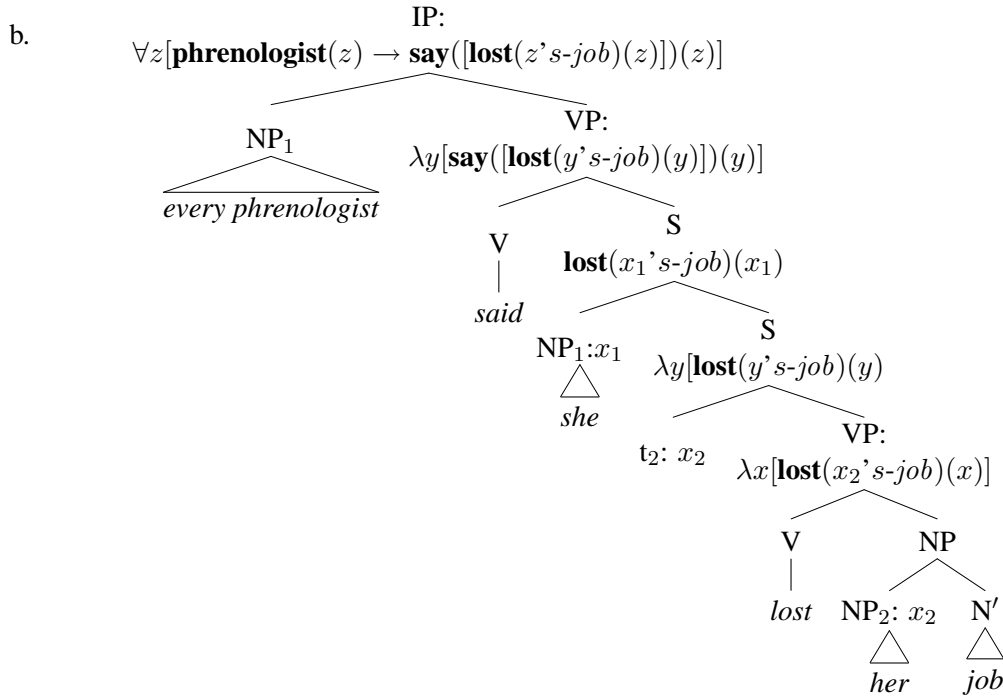 b.
IP:
∀z[phrenologist(z) → say([lost(z's-job)(z)])(z)]
NP₁
every phrenologist
VP:
λy[say([lost(y's-job)(y)])(y)]
V
said
S
lost(x₁'s-job)(x₁)
NP₁:x₁
she
S
λy[lost(y's-job)(y)
t₂: x₂
VP:
λx[lost(x₂'s-job)(x)]
V
lost
NP
NP₂: x₂
her
N′
job